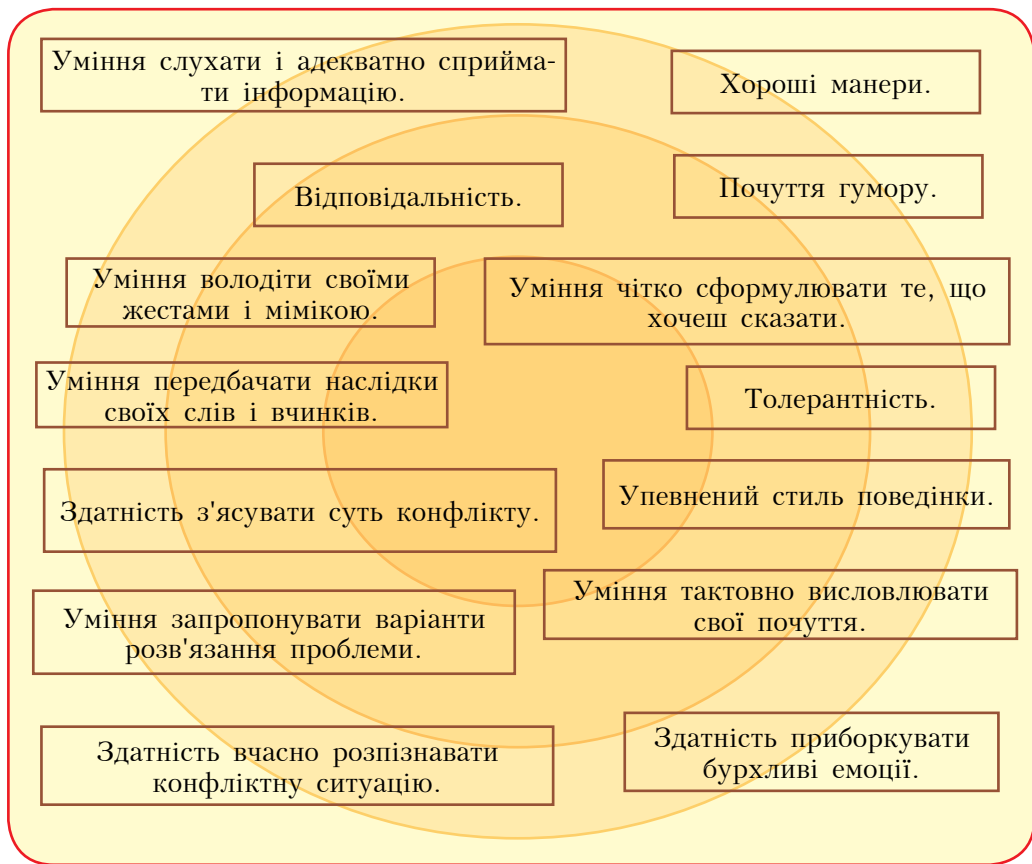 Уміння слухати і адекватно сприйма-
ти інформацію.
Хороші манери.
Відповідальність.
Почуття гумору.
Уміння володіти своїми
жестами і мімікою.
Уміння чітко сформулювати те, що
хочеш сказати.
Уміння передбачати наслідки
своїх слів і вчинків.
Толерантність.
Здатність з'ясувати суть конфлікту.
Упевнений стиль поведінки.
Уміння запропонувати варіанти
розв'язання проблеми.
Уміння тактовно висловлювати
свої почуття.
Здатність вчасно розпізнавати
конфліктну ситуацію.
Здатність приборкувати
бурхливі емоції.